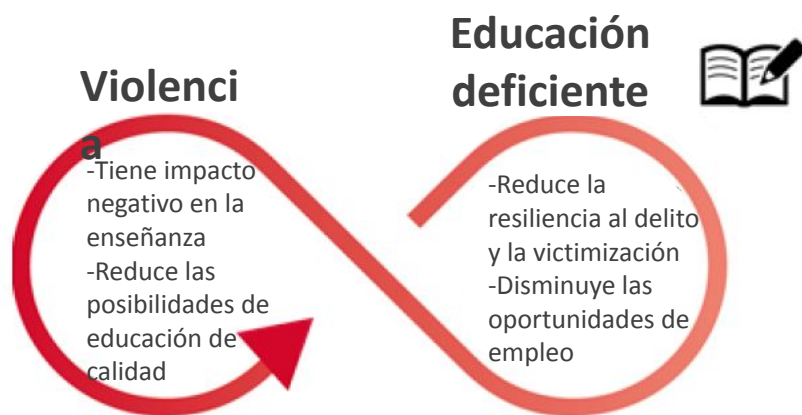 Violenci
a
-Tiene impacto
negativo en la
enseñanza
-Reduce las
posibilidades de
educación de
calidad
Educación
deficiente
-Reduce la
resiliencia al delito
y la victimización
-Disminuye las
oportunidades de
empleo